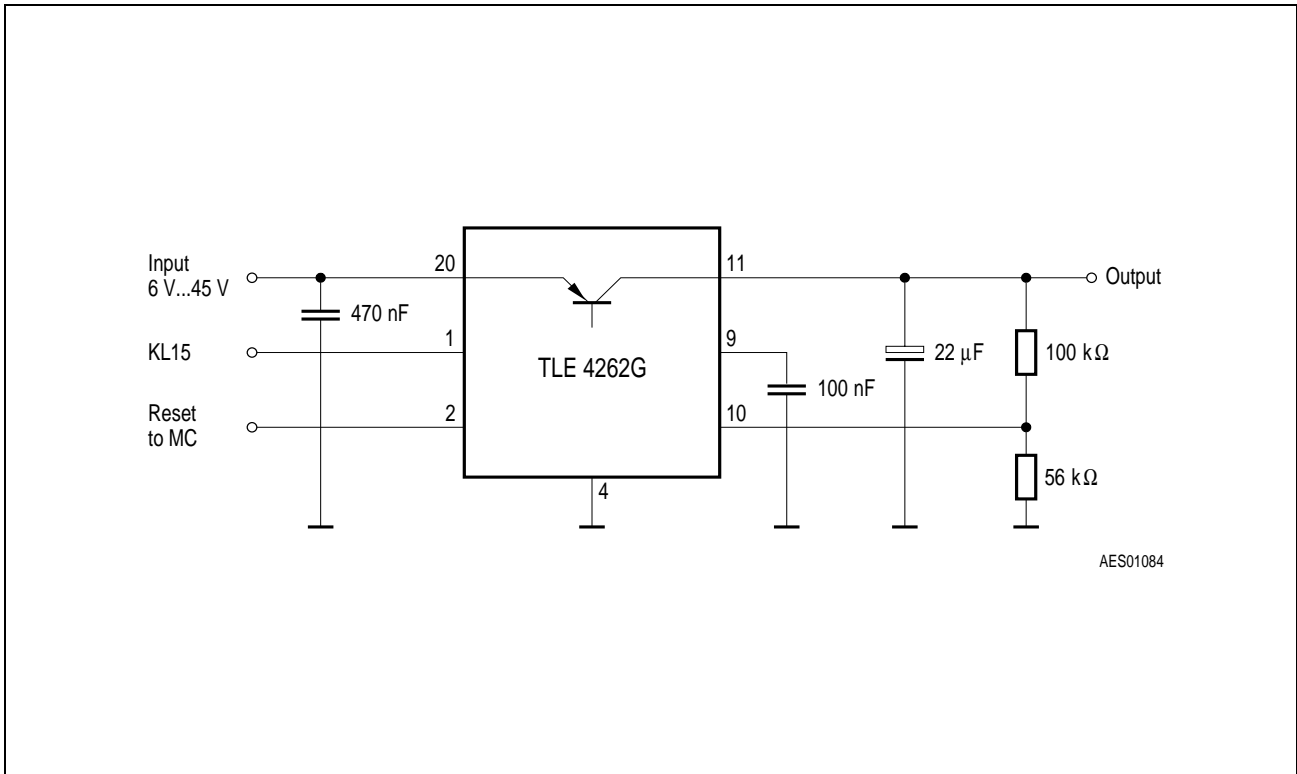 Input
6 V...45 V
20
11
Output
470 nF
KL15
1
9
TLE 4262G
22 μF
100 kΩ
100 nF
Reset
to MC
2
10
56 kΩ
4
AES01084